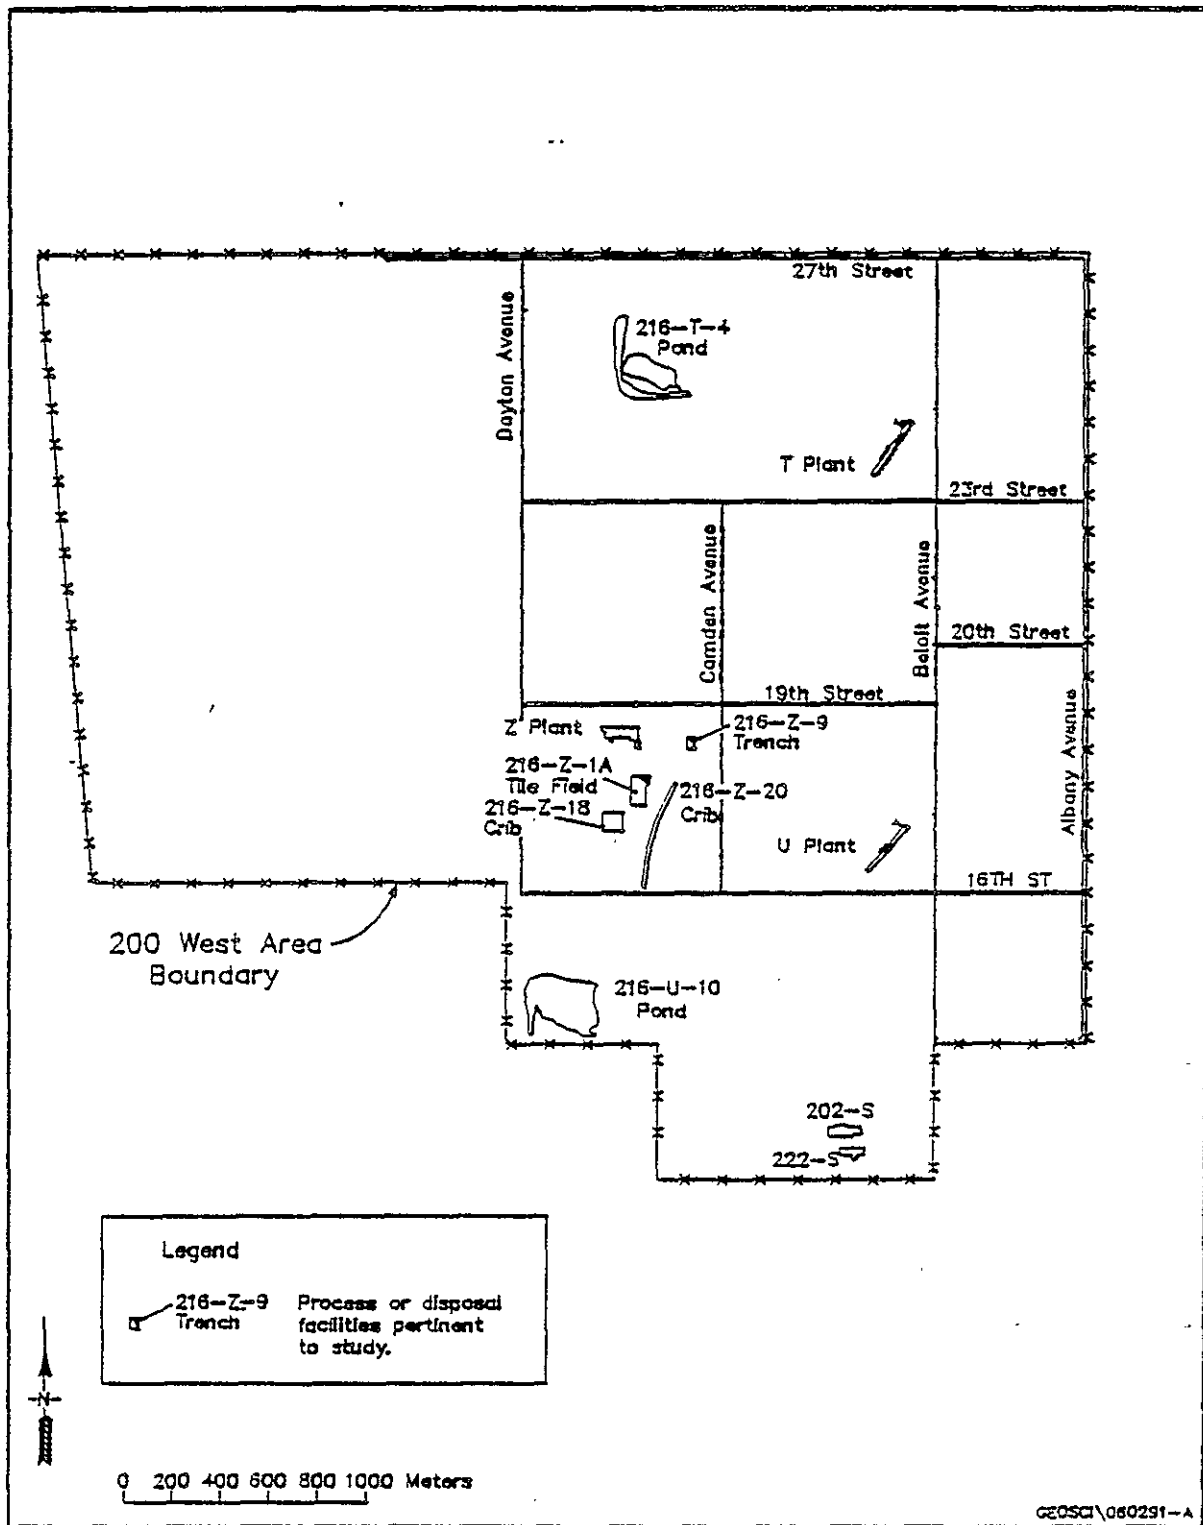 27th Street
216-T-4
Pond
Dayton Avenue
T Plant
23rd Street
Camden Avenue
Beloit Avenue
20th Street
19th Street
Z Plant
216-Z-9
Trench
216-Z-1A
Tile Field
216-Z-20
Crib
216-Z-18
Crib
Albany Avenue
U Plant
16TH ST
200 West Area
Boundary
216-U-10
Pond
202-S
222-S
Legend
216-Z-9
Trench
Process or disposal
facilities pertinent
to study.
N
0 200 400 600 800 1000 Meters
GEOSCI\060291-A